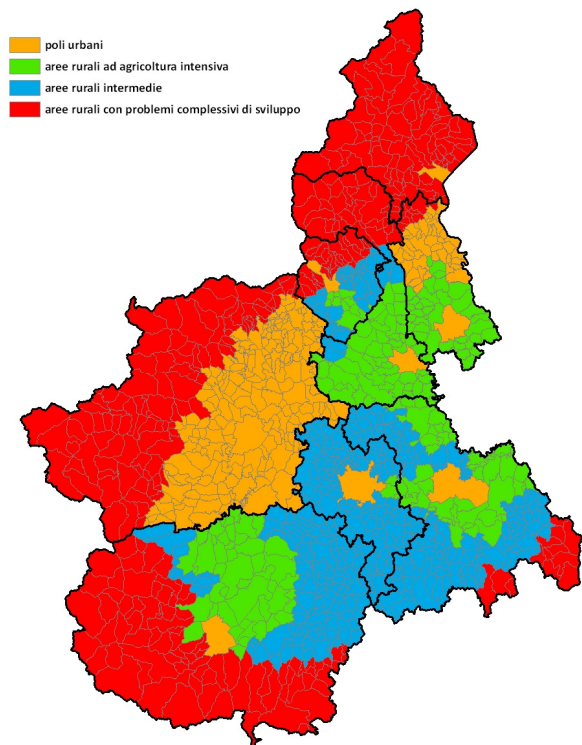 poli urbani
aree rurali ad agricoltura intensiva
aree rurali intermedie
aree rurali con problemi complessivi di sviluppo